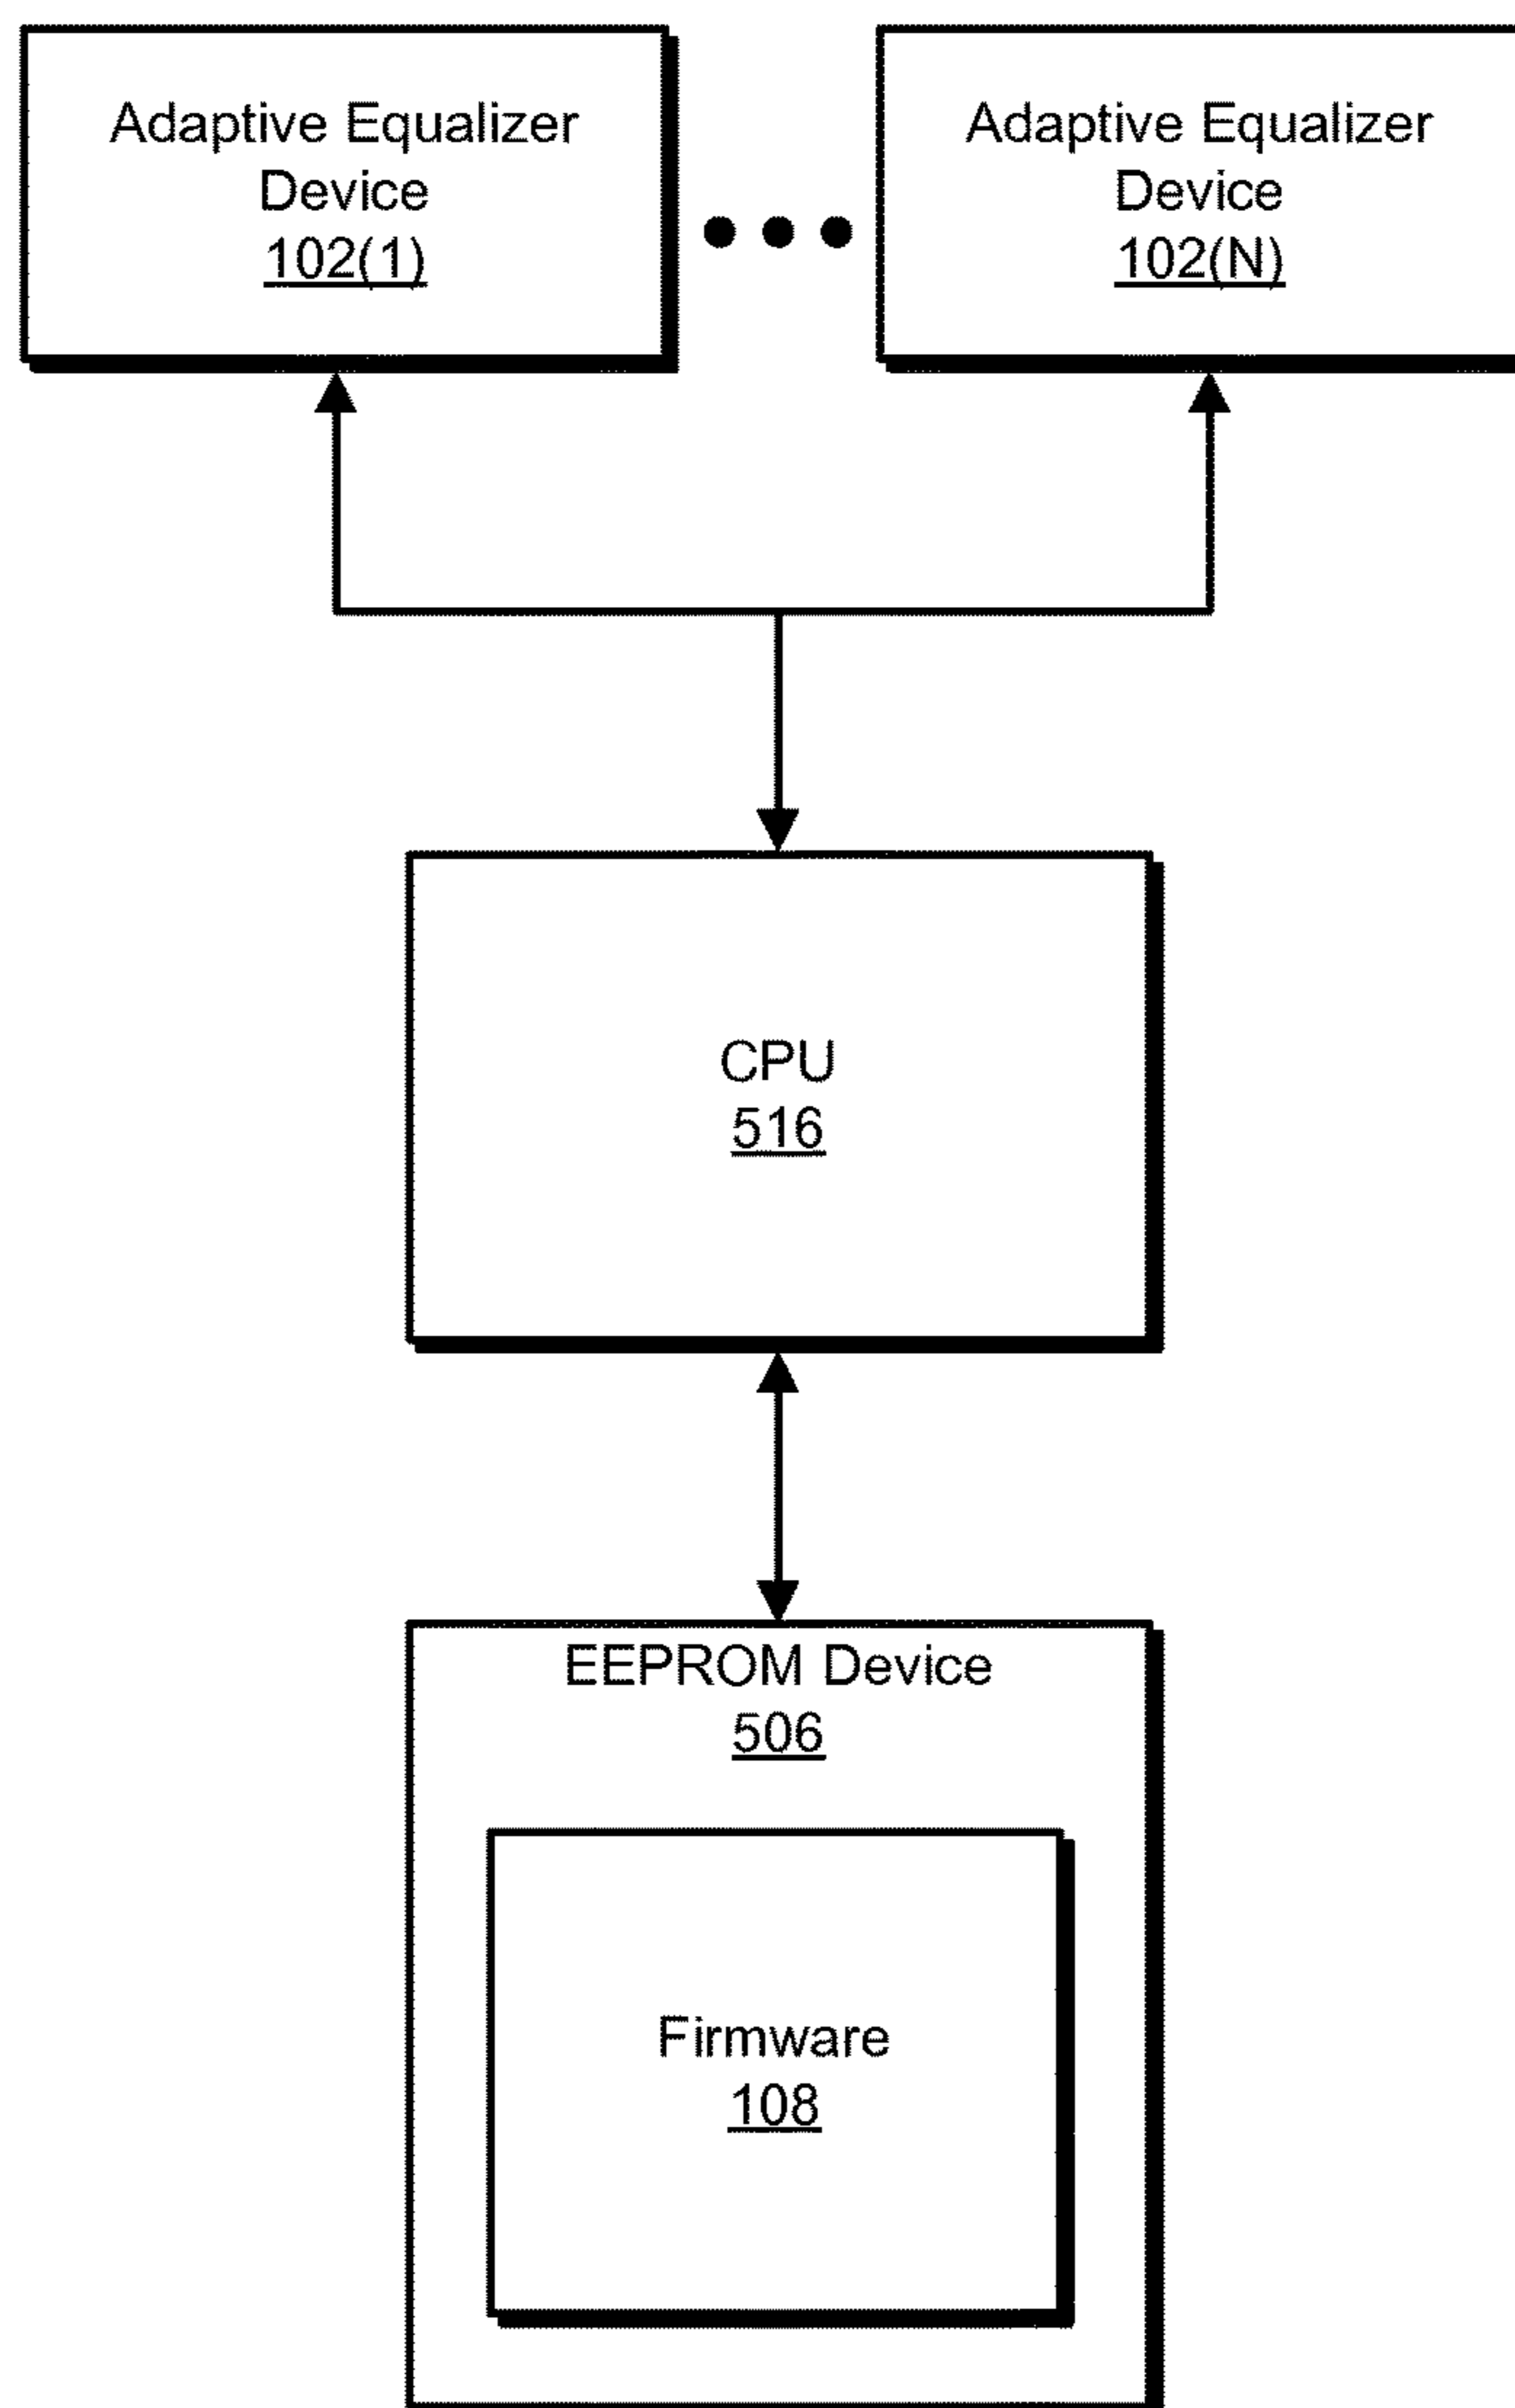 Adaptive Equalizer
Device
102(1)
Adaptive Equalizer
Device
102(N)
CPU
516
EEPROM Device
506
Firmware
108